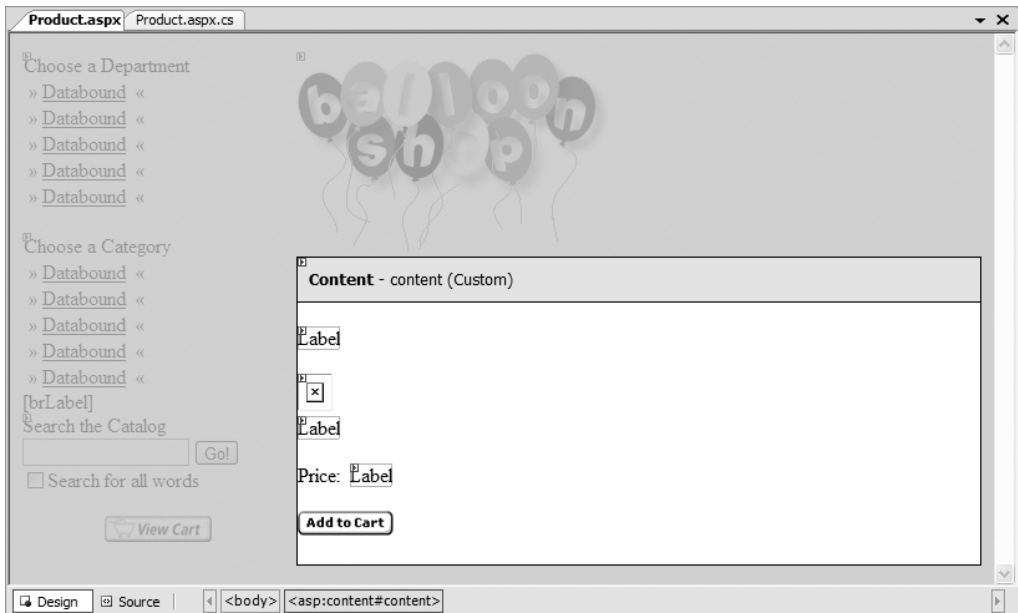 Product.aspx Product.aspx.cs
Choose a Department
» Databound «
» Databound «
» Databound «
» Databound «
» Databound «
Choose a Category
» Databound «
» Databound «
» Databound «
» Databound «
» Databound «
[brLabel]
Search the Catalog
Go!
Search for all words
View Cart
balloon
shop
Content - content (Custom)
Label
Label
Price: Label
Add to Cart
Design Source <body> <asp:content#content>